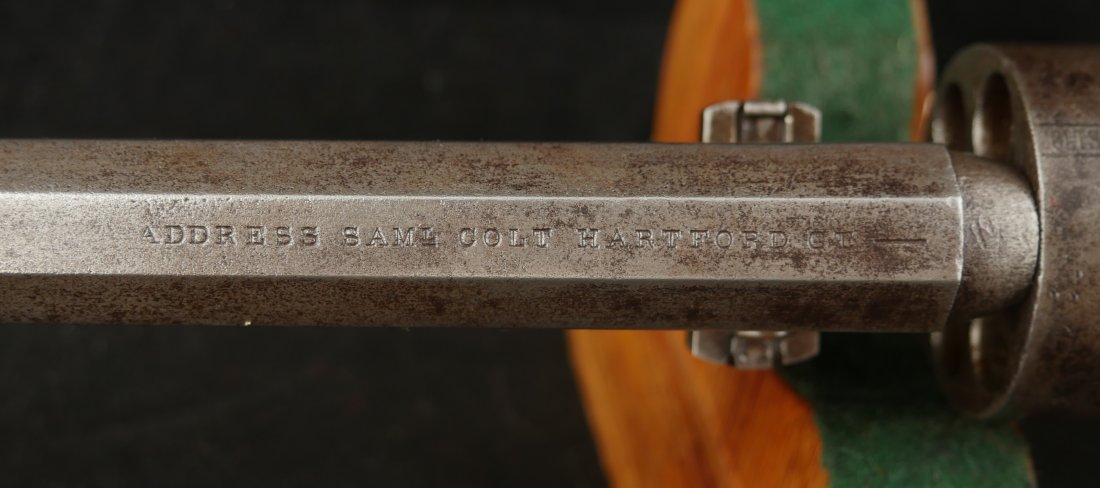 ADDRESS SAML COLT HARTFORD CT. —